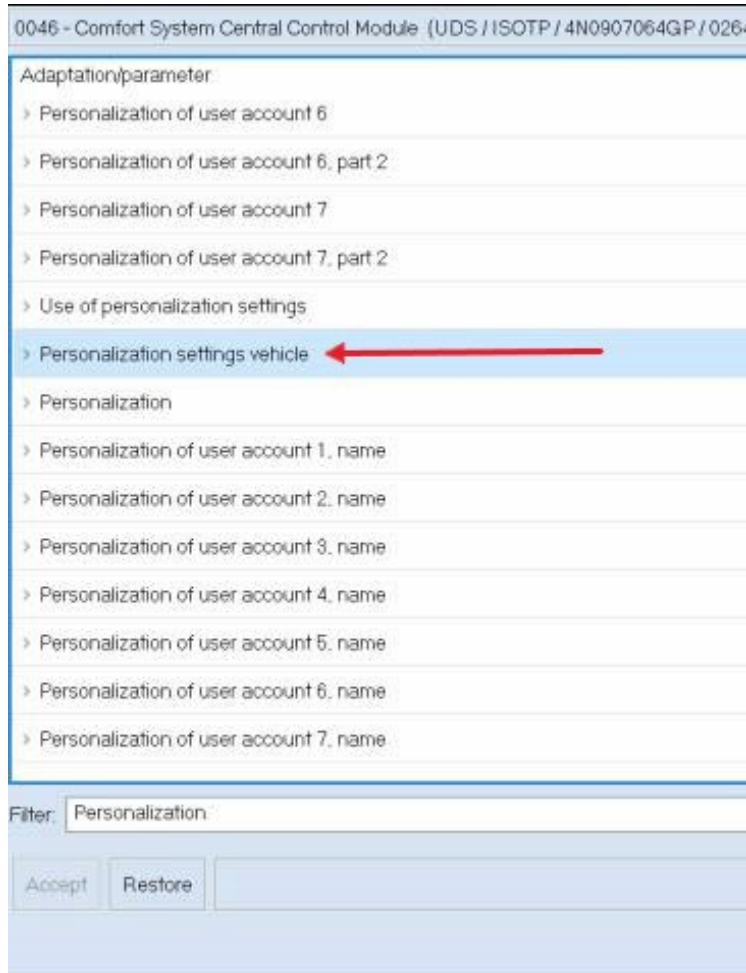 0046 - Comfort System Central Control Module (UDS / ISOTP / 4N0907064GP / 0264
Adaptation/parameter
> Personalization of user account 6
> Personalization of user account 6, part 2
> Personalization of user account 7
> Personalization of user account 7, part 2
> Use of personalization settings
> Personalization settings vehicle
> Personalization
> Personalization of user account 1, name
> Personalization of user account 2, name
> Personalization of user account 3, name
> Personalization of user account 4, name
> Personalization of user account 5, name
> Personalization of user account 6, name
> Personalization of user account 7, name
Filter: Personalization
Accept Restore